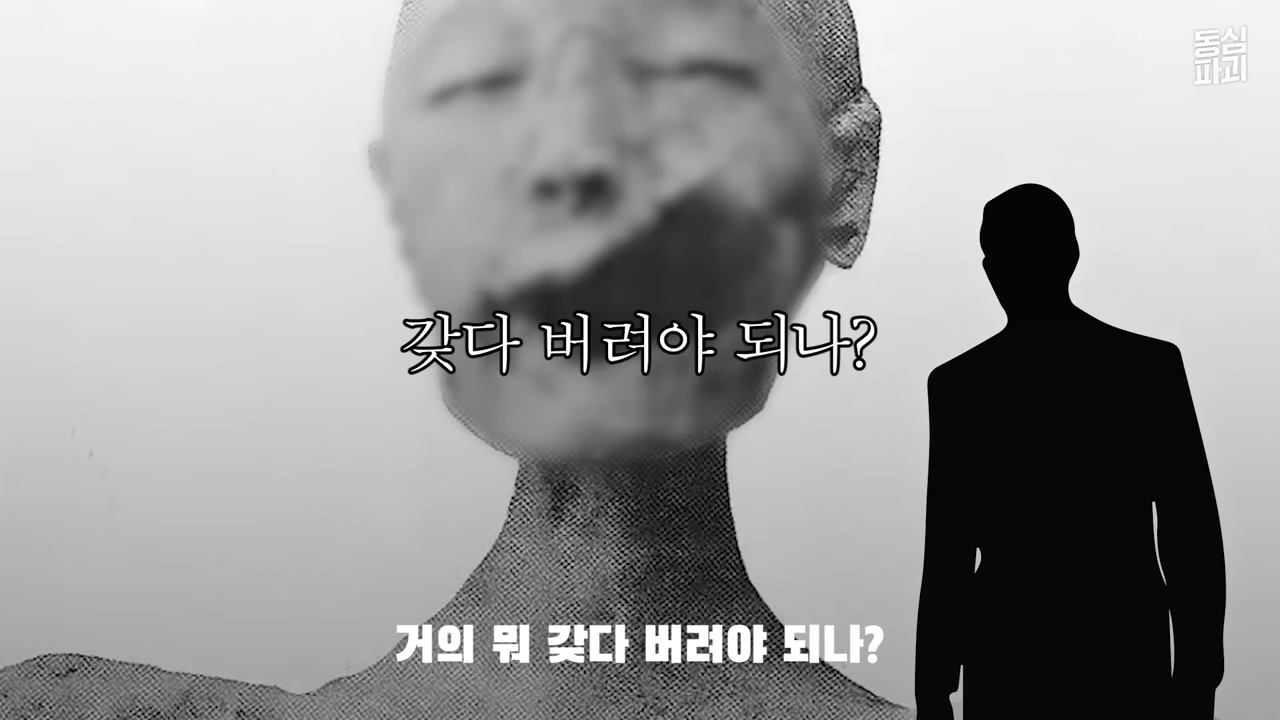 동심
파괴
갖다 버려야 되나?
거의 뭐 갖다 버려야 되나?